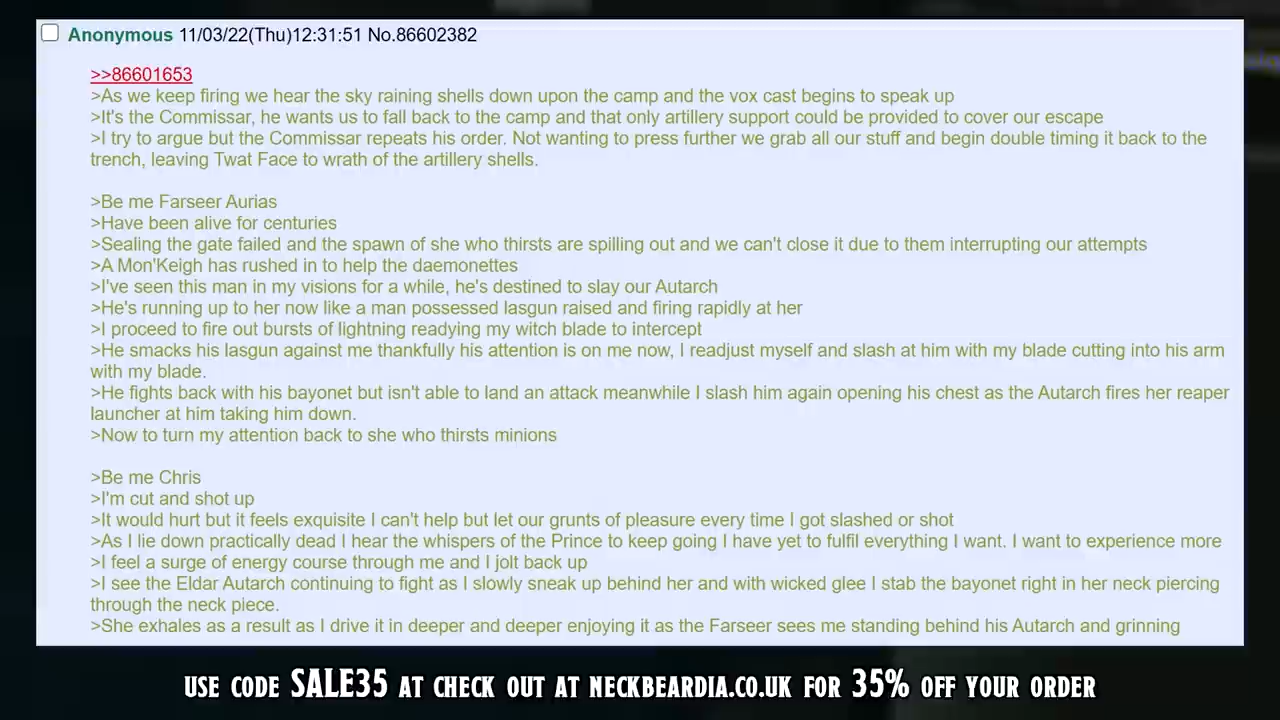 Anonymous 11/03/22(Thu)12:31:51 No.86602382
>>86601653
>As we keep firing we hear the sky raining shells down upon the camp and the vox cast begins to speak up
>It's the Commissar, he wants us to fall back to the camp and that only artillery support could be provided to cover our escape
>I try to argue but the Commissar repeats his order. Not wanting to press further we grab all our stuff and begin double timing it back to the
trench, leaving Twat Face to wrath of the artillery shells.
>Be me Farseer Aurias
>Have been alive for centuries
>Sealing the gate failed and the spawn of she who thirsts are spilling out and we can't close it due to them interrupting our attempts
>A Mon'Keigh has rushed in to help the daemonettes
>I've seen this man in my visions for a while, he's destined to slay our Autarch
>He's running up to her now like a man possessed lasgun raised and firing rapidly at her
>I proceed to fire out bursts of lightning readying my witch blade to intercept
>He smacks his lasgun against me thankfully his attention is on me now, I readjust myself and slash at him with my blade cutting into his arm
with my blade.
>He fights back with his bayonet but isn't able to land an attack meanwhile I slash him again opening his chest as the Autarch fires her reaper
launcher at him taking him down.
>Now to turn my attention back to she who thirsts minions
>Be me Chris
>I'm cut and shot up
>It would hurt but it feels exquisite I can't help but let our grunts of pleasure every time I got slashed or shot
>As I lie down practically dead I hear the whispers of the Prince to keep going I have yet to fulfil everything I want. I want to experience more
>I feel a surge of energy course through me and I jolt back up
>I see the Eldar Autarch continuing to fight as I slowly sneak up behind her and with wicked glee I stab the bayonet right in her neck piercing
through the neck piece.
>She exhales as a result as I drive it in deeper and deeper enjoying it as the Farseer sees me standing behind his Autarch and grinning
USE CODE SALE35 AT CHECK OUT AT NECKBEARDIA.CO.UK FOR 35% OFF YOUR ORDER